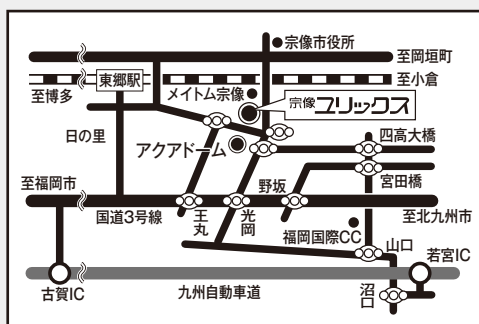 宗像市役所
至岡垣町
東郷駅
至小倉
至博多
メイトム宗像
宗像ユリックス
日の里
アクアドーム
四高大橋
宮田橋
至福岡市
野坂
国道3号線
王丸
光岡
至北九州市
福岡国際CC
山口
若宮IC
古賀IC
九州自動車道
沼口